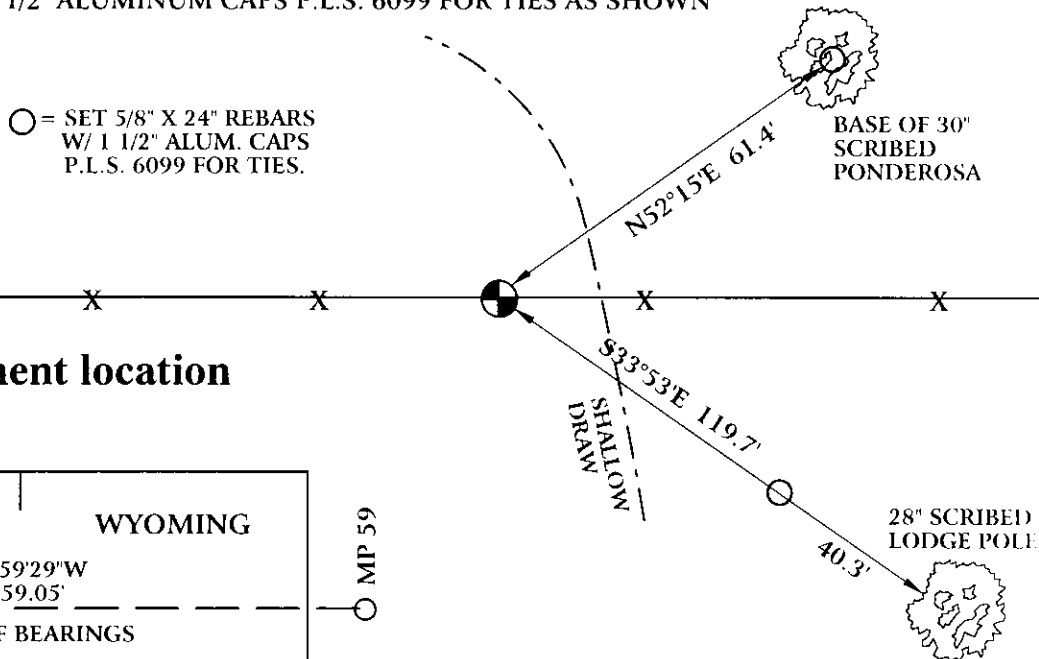 1/2" ALUMINUM CAPS P.L.S. 6099 FOR TIES AS SHOWN
= SET 5/8" X 24" REBARS
W/ 1 1/2" ALUM. CAPS
P.L.S. 6099 FOR TIES.
BASE OF 30"
SCRIBED
PONDEROSA
N52°15'E 61.4'
X X X X
ment location
S33°53'E 119.7'
SHALLOW
DRAW
40.3'
28" SCRIBED
LODGE POLE
WYOMING
59'29"W
59.05'
MP 59
F BEARINGS